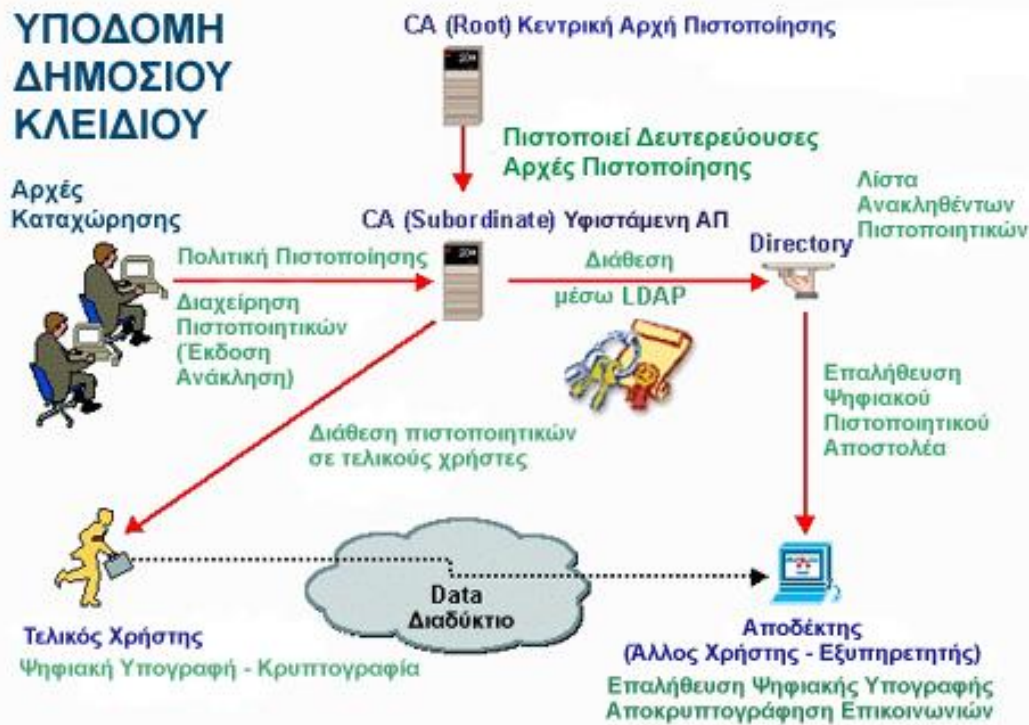 ΥΠΟΔΟΜΗ
ΔΗΜΟΣΙΟΥ
ΚΛΕΙΔΙΟΥ
CA (Root) Κεντρική Αρχή Πιστοποίησης
Πιστοποιεί Δευτερεύουσες
Αρχές Πιστοποίησης
Αρχές
Καταχώρησης
CA (Subordinate) Υφιστάμενη ΑΠ
Λίστα
Ανακληθέντων
Πιστοποιητικών
Directory
Πολιτική Πιστοποίησης
Διαχείρηση
Πιστοποιητικών
(Έκδοση
Ανάκληση)
Διάθεση
μέσω LDAP
Επαλήθευση
Ψηφιακού
Πιστοποιητικού
Αποστολέα
Διάθεση πιστοποιητικών
σε τελικούς χρήστες
Data
Διαδύκτιο
Τελικός Χρήστης
Ψηφιακή Υπογραφή - Κρυπτογραφία
Αποδέκτης
(Άλλος Χρήστης - Εξυπηρετητής)
Επαλήθευση Ψηφιακής Υπογραφής
Αποκρυπτογράφηση Επικοινωνιών